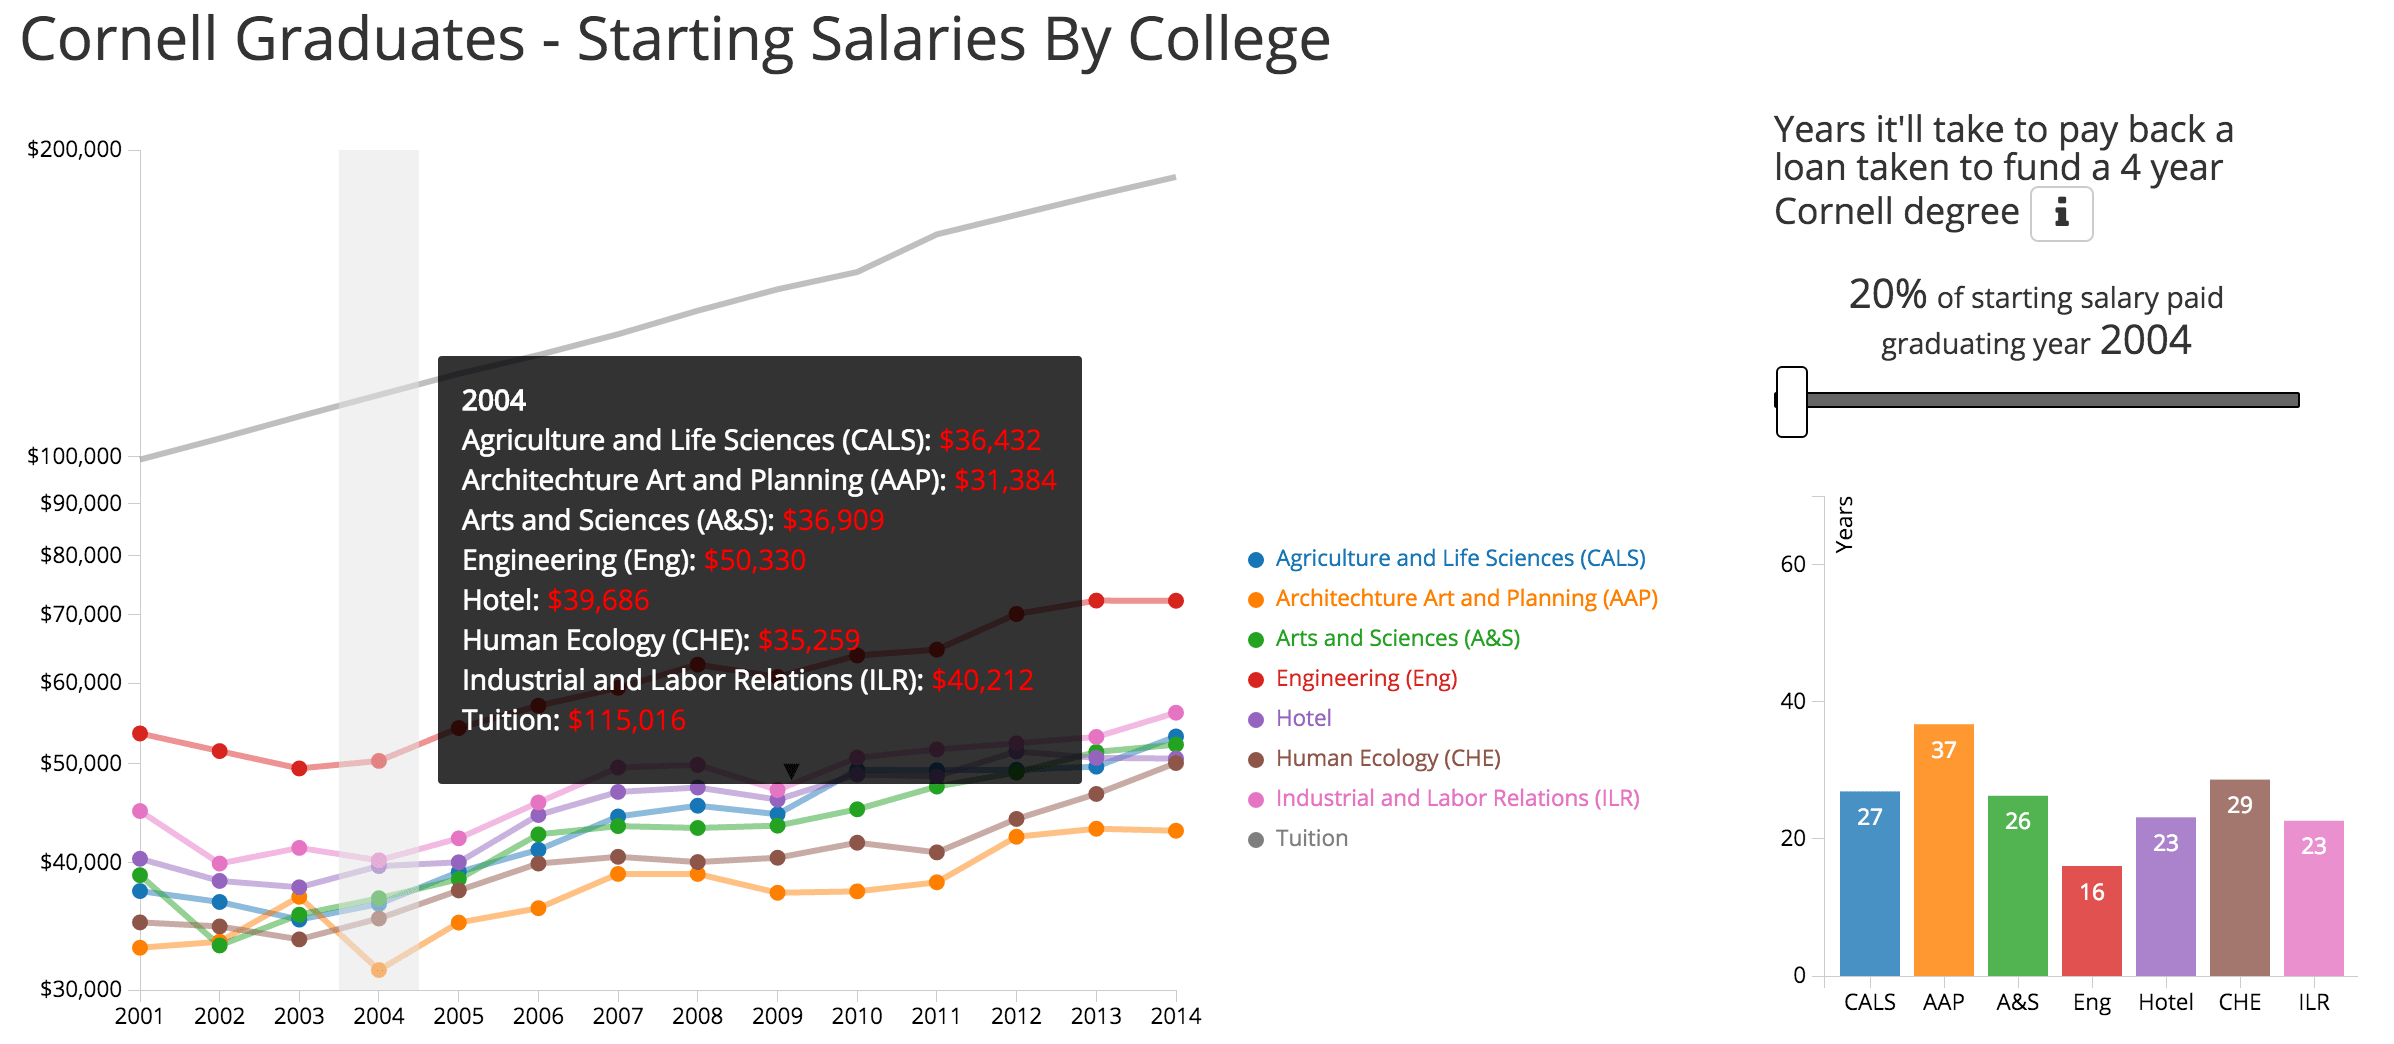 Cornell Graduates - Starting Salaries By College
$200,000
$100,000
$90,000
$80,000
$70,000
$60,000
$50,000
$40,000
$30,000
2001 2002 2003 2004 2005 2006 2007 2008 2009 2010 2011 2012 2013 2014
2004
Agriculture and Life Sciences (CALS): $36,432
Architechture Art and Planning (AAP): $31,384
Arts and Sciences (A&S): $36,909
Engineering (Eng): $50,330
Hotel: $39,686
Human Ecology (CHE): $35,259
Industrial and Labor Relations (ILR): $40,212
Tuition: $115,016
Agriculture and Life Sciences (CALS)
Architechture Art and Planning (AAP)
Arts and Sciences (A&S)
Engineering (Eng)
Hotel
Human Ecology (CHE)
Industrial and Labor Relations (ILR)
Tuition
Years it'll take to pay back a
loan taken to fund a 4 year
Cornell degree i
20% of starting salary paid
graduating year 2004
Years
60
40
20
0
27 37 26 16 23 29 23
CALS AAP A&S Eng Hotel CHE ILR